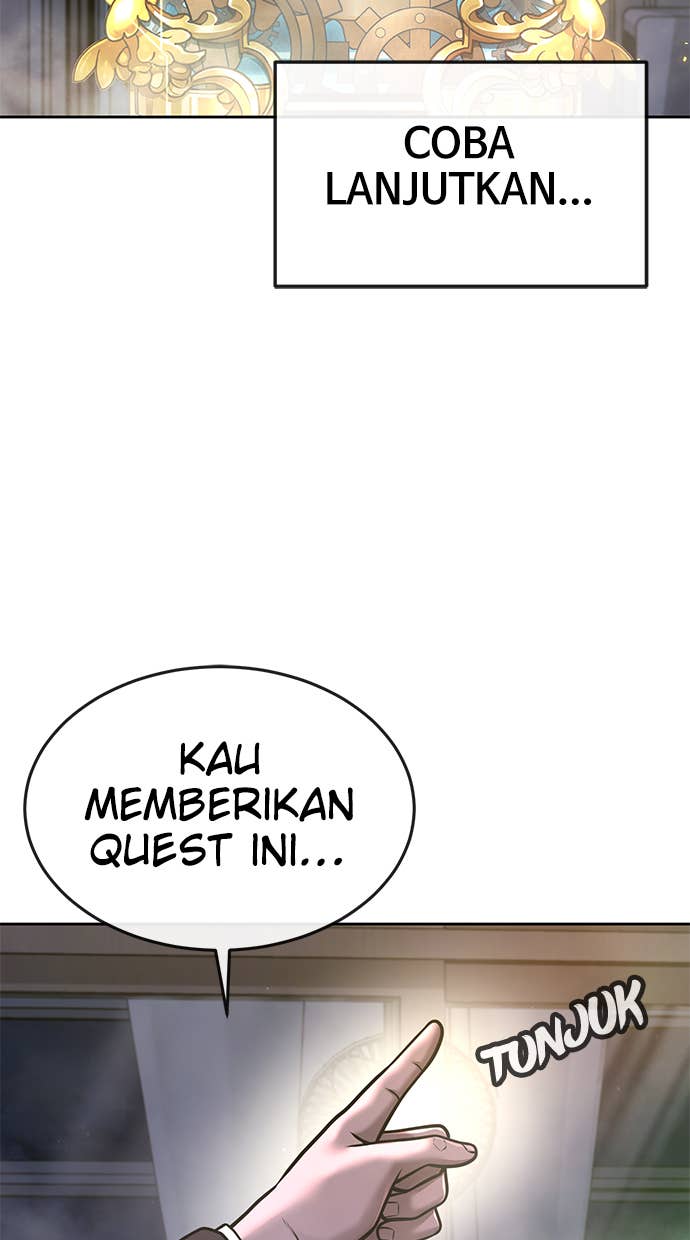 COBA
LANJUTKAN...
KAU
MEMBERIKAN
QUEST INI...
TUNJUK